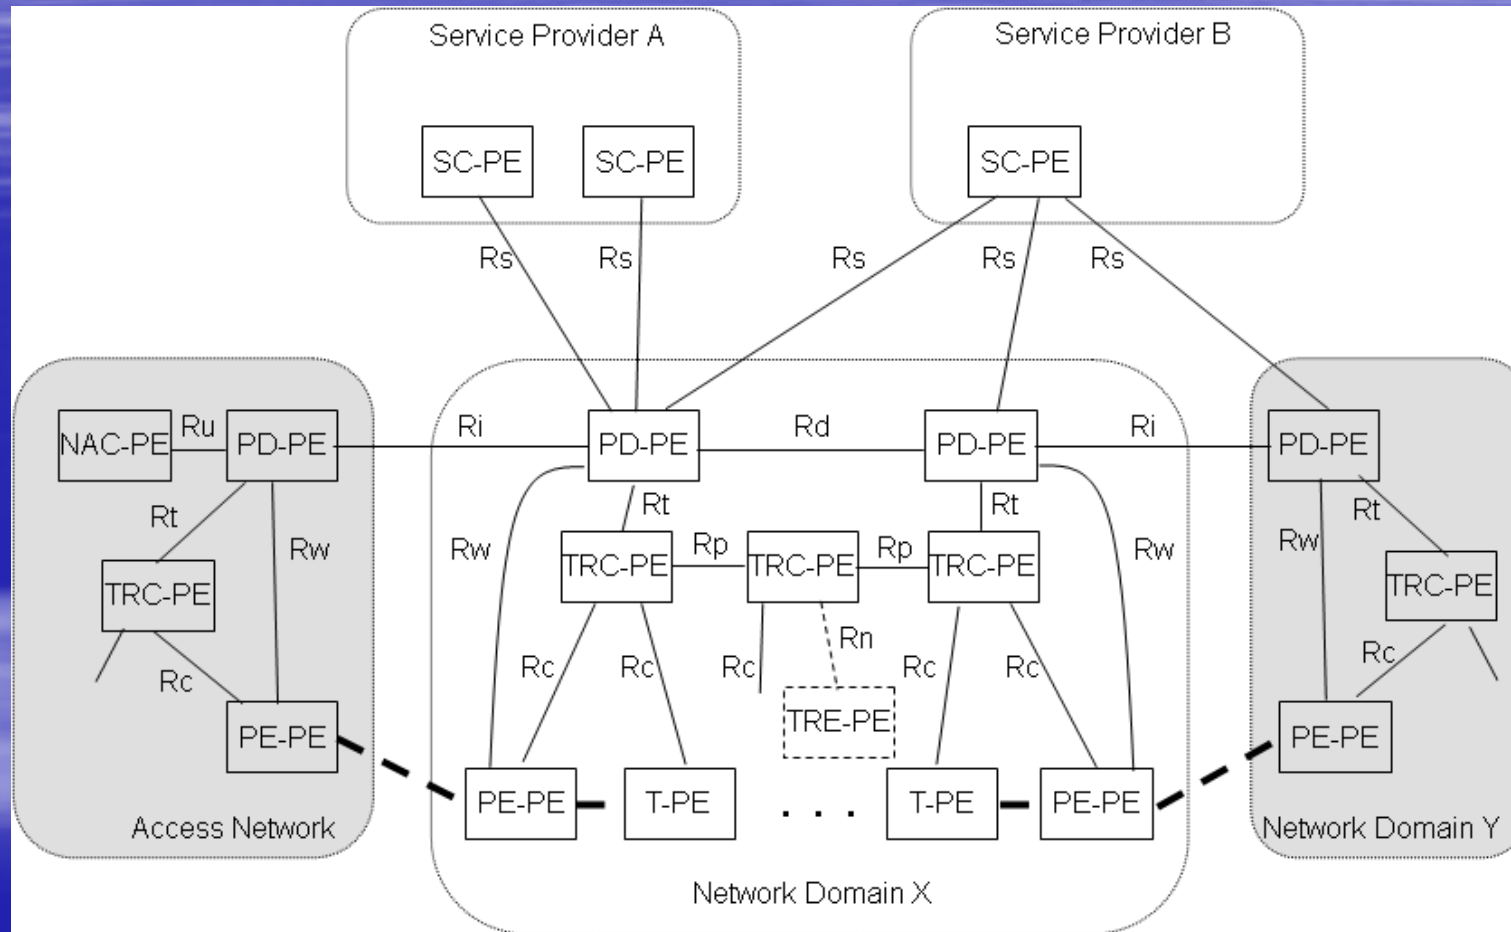 Service Provider A
Service Provider B
SC-PE
SC-PE
SC-PE
Rs
Rs
Rs
Rs
Rs
NAC-PE
Ru
PD-PE
Ri
PD-PE
Rd
PD-PE
Ri
PD-PE
Rt
Rw
Rw
Rt
Rp
Rp
Rt
Rw
Rw
Rt
TRC-PE
TRC-PE
TRC-PE
TRC-PE
TRC-PE
Rc
Rc
Rc
Rc
Rn
Rc
Rc
Rc
PE-PE
TRE-PE
PE-PE
PE-PE
T-PE
. . .
T-PE
PE-PE
Access Network
Network Domain X
Network Domain Y